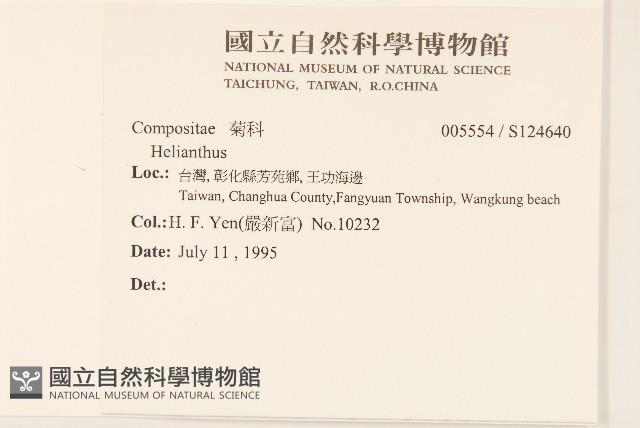 國立自然科學博物館
NATIONAL MUSEUM OF NATURAL SCIENCE
TAICHUNG, TAIWAN, R.O.CHINA
Compositae 菊科 005554 / S124640
Helianthus
Loc.: 台灣, 彰化縣芳苑鄉, 王功海邊
Taiwan, Changhua County,Fangyuan Township, Wangkung beach
Col.:H. F. Yen(嚴新富) No.10232
Date: July 11 , 1995
Det.:
國立自然科學博物館
NATIONAL MUSEUM OF NATURAL SCIENCE